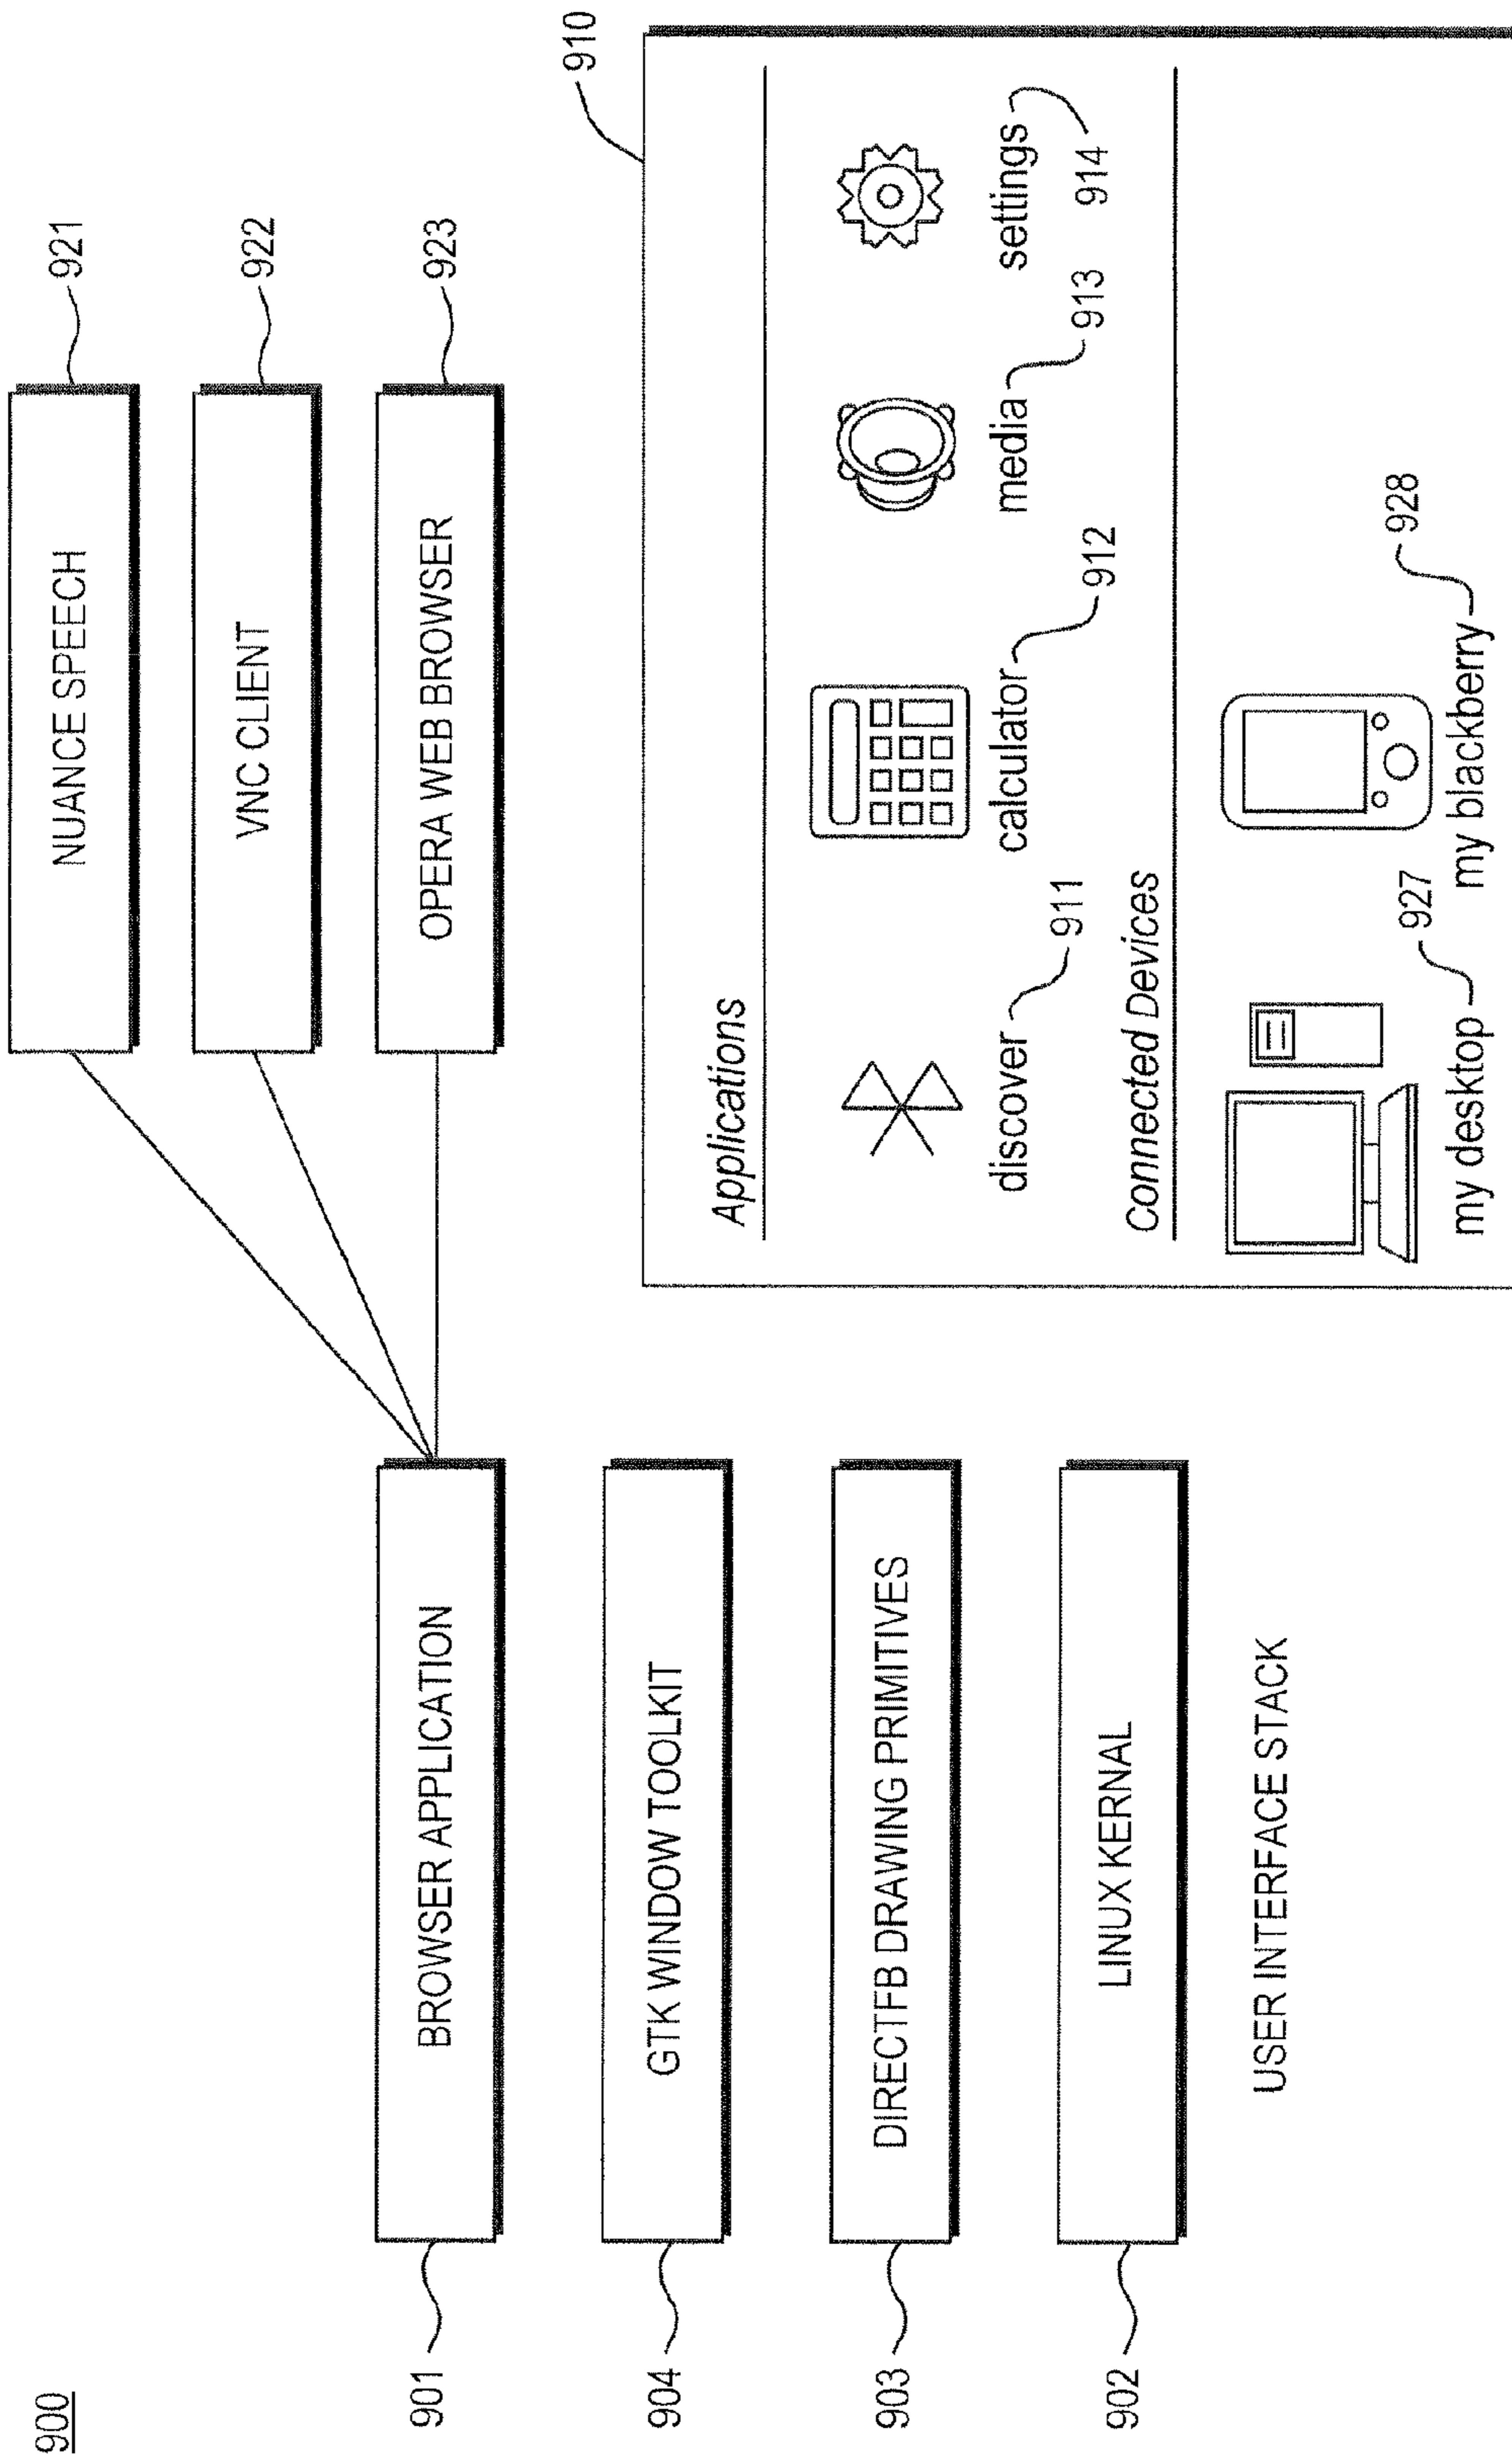 900
NUANCE SPEECH
921
VNC CLIENT
922
OPERA WEB BROWSER
923
901
BROWSER APPLICATION
904
GTK WINDOW TOOLKIT
903
DIRECTFB DRAWING PRIMITIVES
902
LINUX KERNAL
USER INTERFACE STACK
910
Applications
discover
911
calculator
912
media
913
settings
914
Connected Devices
my desktop
927
my blackberry
928